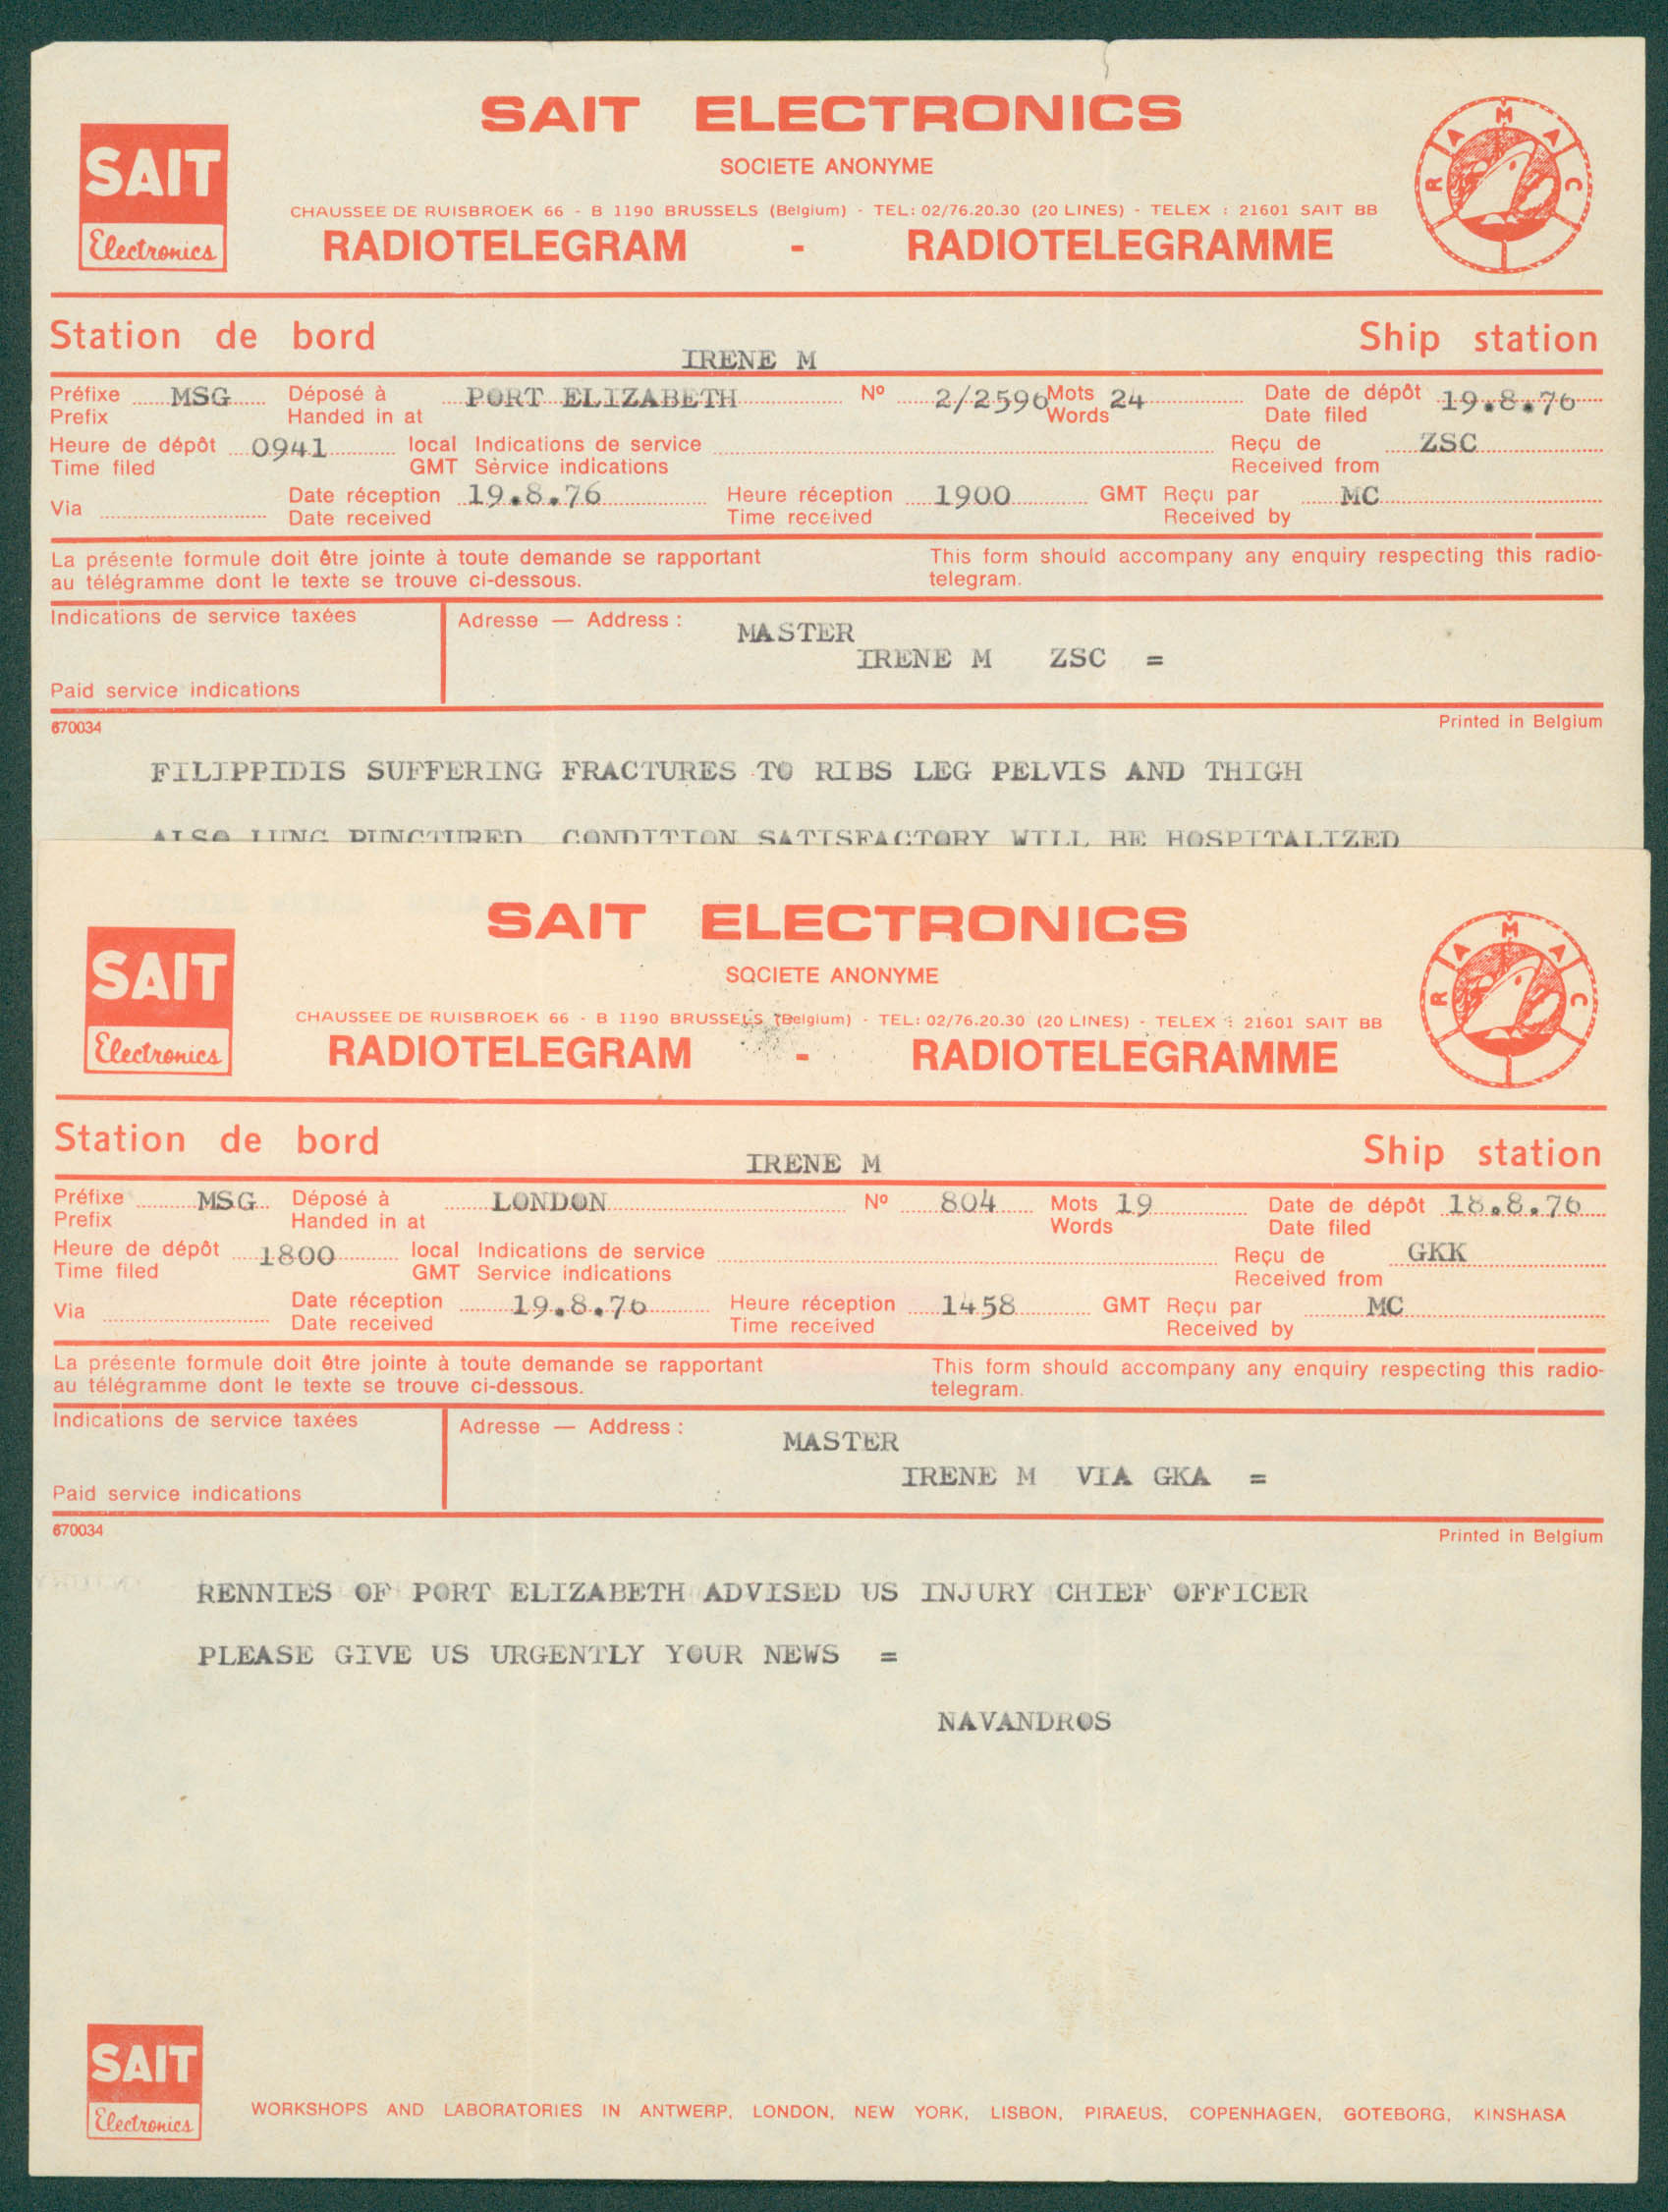 SAIT ELECTRONICS
SOCIETE ANONYME
SAIT
Electronics
RAMAC
CHAUSSEE DE RUISBROEK 66 - B 1190 BRUSSELS (Belgium) - TEL: 02/76.20.30 (20 LINES) - TELEX : 21601 SAIT BB
RADIOTELEGRAM - RADIOTELEGRAMME
Station de bord IRENE M Ship station
Préfixe MSG Déposé à PORT ELIZABETH Nº 2/2596 Mots 24 Date de dépôt 19.8.76
Prefix Handed in at Words Date filed
Heure de dépôt 0941 local Indications de service Reçu de ZSC
Time filed GMT Service indications Received from
Via Date réception 19.8.76 Heure réception 1900 GMT Reçu par MC
Date received Time received Received by
La présente formule doit être jointe à toute demande se rapportant This form should accompany any enquiry respecting this radio-
au télégramme dont le texte se trouve ci-dessous. telegram.
Indications de service taxées Adresse — Address : MASTER
IRENE M ZSC =
Paid service indications
670034 Printed in Belgium
FILIPPIDIS SUFFERING FRACTURES TO RIBS LEG PELVIS AND THIGH
ALSO LUNG PUNCTURED CONDITION SATISFACTORY WILL BE HOSPITALIZED
SAIT ELECTRONICS
SOCIETE ANONYME
SAIT
Electronics
RAMAC
CHAUSSEE DE RUISBROEK 66 - B 1190 BRUSSELS (Belgium) - TEL: 02/76.20.30 (20 LINES) - TELEX : 21601 SAIT BB
RADIOTELEGRAM - RADIOTELEGRAMME
Station de bord IRENE M Ship station
Préfixe MSG Déposé à LONDON Nº 804 Mots 19 Date de dépôt 18.8.76
Prefix Handed in at Words Date filed
Heure de dépôt 1800 local Indications de service Reçu de GKK
Time filed GMT Service indications Received from
Via Date réception 19.8.76 Heure réception 1458 GMT Reçu par MC
Date received Time received Received by
La présente formule doit être jointe à toute demande se rapportant This form should accompany any enquiry respecting this radio-
au télégramme dont le texte se trouve ci-dessous. telegram.
Indications de service taxées Adresse — Address : MASTER
IRENE M VIA GKA =
Paid service indications
670034 Printed in Belgium
RENNIES OF PORT ELIZABETH ADVISED US INJURY CHIEF OFFICER
PLEASE GIVE US URGENTLY YOUR NEWS =
NAVANDROS
SAIT
Electronics
WORKSHOPS AND LABORATORIES IN ANTWERP, LONDON, NEW YORK, LISBON, PIRAEUS, COPENHAGEN, GOTEBORG, KINSHASA